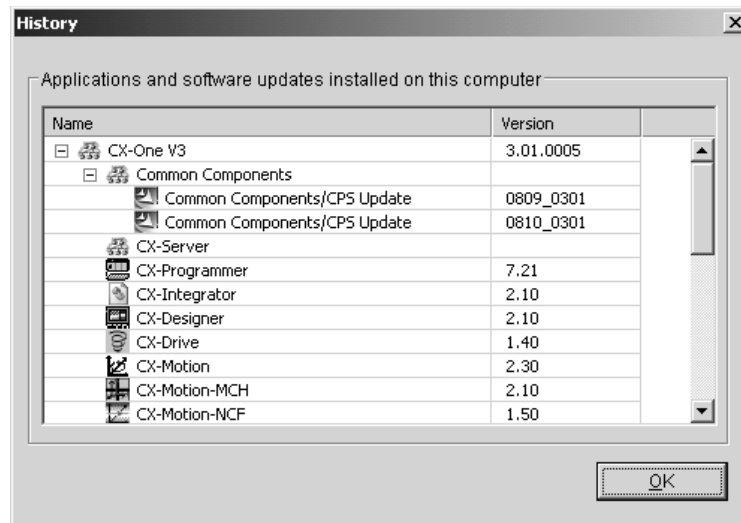 History
Applications and software updates installed on this computer
Name Version
CX-One V3 3.01.0005
Common Components
Common Components/CPS Update 0809_0301
Common Components/CPS Update 0810_0301
CX-Server
CX-Programmer 7.21
CX-Integrator 2.10
CX-Designer 2.10
CX-Drive 1.40
CX-Motion 2.30
CX-Motion-MCH 2.10
CX-Motion-NCF 1.50
OK